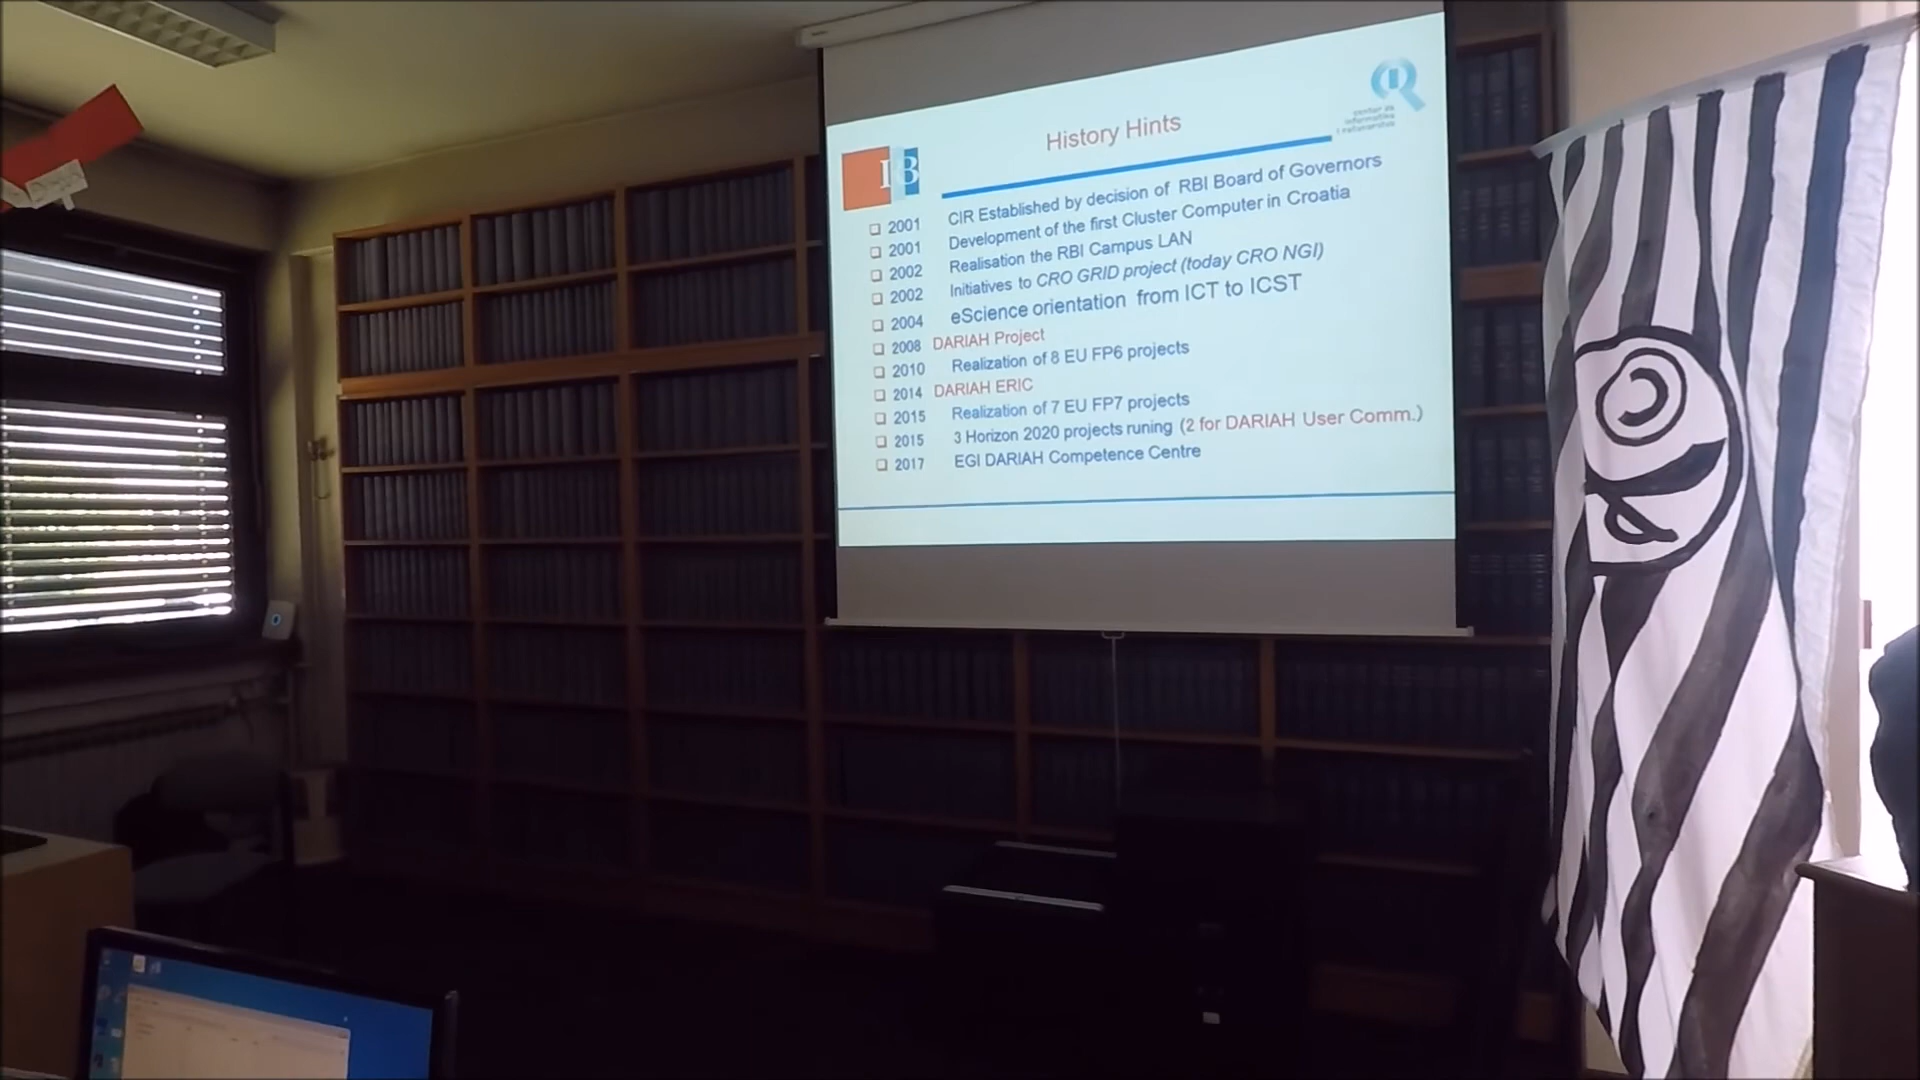 History Hints
centar za
informatiku
i računarstvo
2001 CIR Established by decision of RBI Board of Governors
2001 Development of the first Cluster Computer in Croatia
2002 Realisation the RBI Campus LAN
2002 Initiatives to CRO GRID project (today CRO NGI)
2004 eScience orientation from ICT to ICST
2008 DARIAH Project
2010 Realization of 8 EU FP6 projects
2014 DARIAH ERIC
2015 Realization of 7 EU FP7 projects
2015 3 Horizon 2020 projects runing (2 for DARIAH User Comm.)
2017 EGI DARIAH Competence Centre